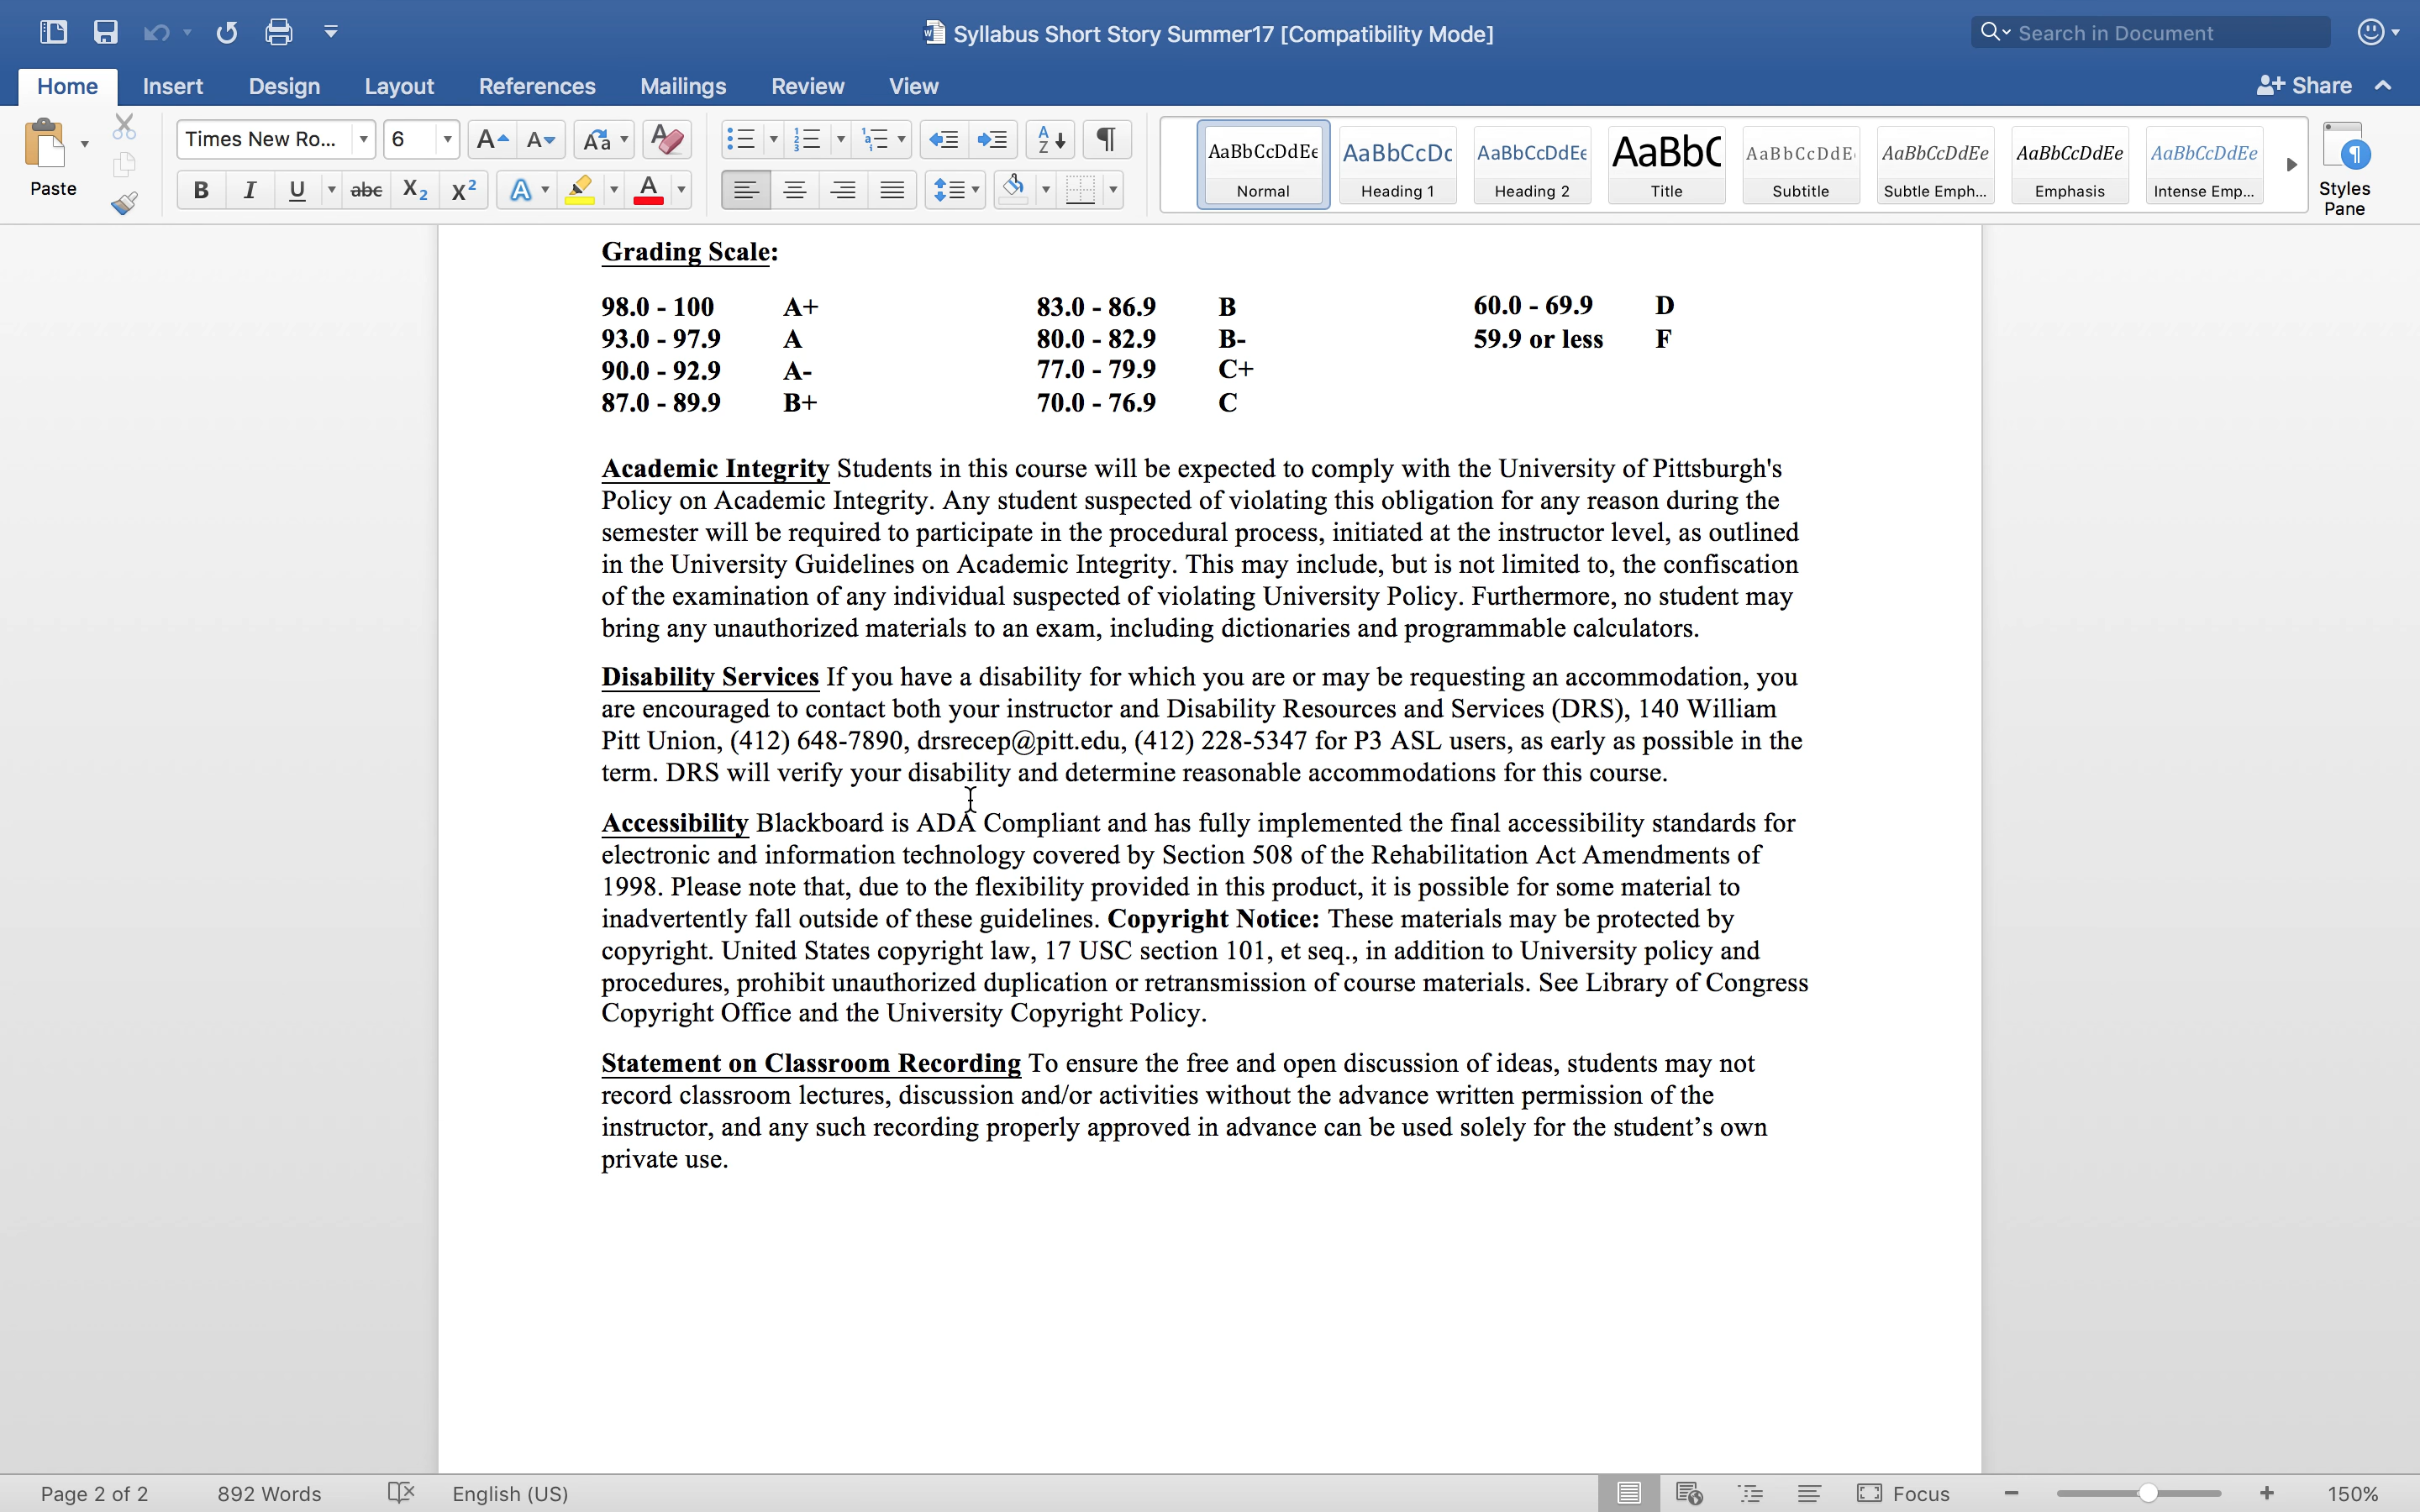 Syllabus Short Story Summer17 [Compatibility Mode]
Search in Document
Home Insert Design Layout References Mailings Review View
Share
Paste
Times New Ro... 6
AaBbCcDdEe AaBbCcDc AaBbCcDdEe AaBbC AaBbCcDdE AaBbCcDdEe AaBbCcDdEe AaBbCcDdEe
Normal Heading 1 Heading 2 Title Subtitle Subtle Emph... Emphasis Intense Emp...
Styles Pane
Grading Scale:
98.0 - 100 A+ 83.0 - 86.9 B 60.0 - 69.9 D
93.0 - 97.9 A 80.0 - 82.9 B- 59.9 or less F
90.0 - 92.9 A- 77.0 - 79.9 C+
87.0 - 89.9 B+ 70.0 - 76.9 C
Academic Integrity Students in this course will be expected to comply with the University of Pittsburgh's
Policy on Academic Integrity. Any student suspected of violating this obligation for any reason during the
semester will be required to participate in the procedural process, initiated at the instructor level, as outlined
in the University Guidelines on Academic Integrity. This may include, but is not limited to, the confiscation
of the examination of any individual suspected of violating University Policy. Furthermore, no student may
bring any unauthorized materials to an exam, including dictionaries and programmable calculators.
Disability Services If you have a disability for which you are or may be requesting an accommodation, you
are encouraged to contact both your instructor and Disability Resources and Services (DRS), 140 William
Pitt Union, (412) 648-7890, drsrecep@pitt.edu, (412) 228-5347 for P3 ASL users, as early as possible in the
term. DRS will verify your disability and determine reasonable accommodations for this course.
Accessibility Blackboard is ADA Compliant and has fully implemented the final accessibility standards for
electronic and information technology covered by Section 508 of the Rehabilitation Act Amendments of
1998. Please note that, due to the flexibility provided in this product, it is possible for some material to
inadvertently fall outside of these guidelines. Copyright Notice: These materials may be protected by
copyright. United States copyright law, 17 USC section 101, et seq., in addition to University policy and
procedures, prohibit unauthorized duplication or retransmission of course materials. See Library of Congress
Copyright Office and the University Copyright Policy.
Statement on Classroom Recording To ensure the free and open discussion of ideas, students may not
record classroom lectures, discussion and/or activities without the advance written permission of the
instructor, and any such recording properly approved in advance can be used solely for the student’s own
private use.
Page 2 of 2 892 Words English (US) Focus 150%